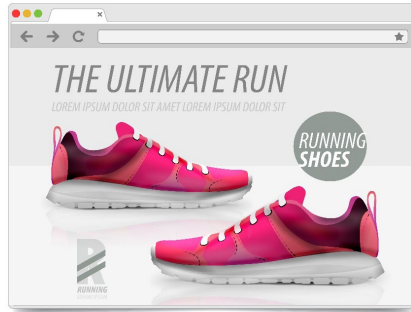 THE ULTIMATE RUN
LOREM IPSUM DOLOR SIT AMET LOREM IPSUM DOLOR SIT
RUNNING
SHOES
R
RUNNING